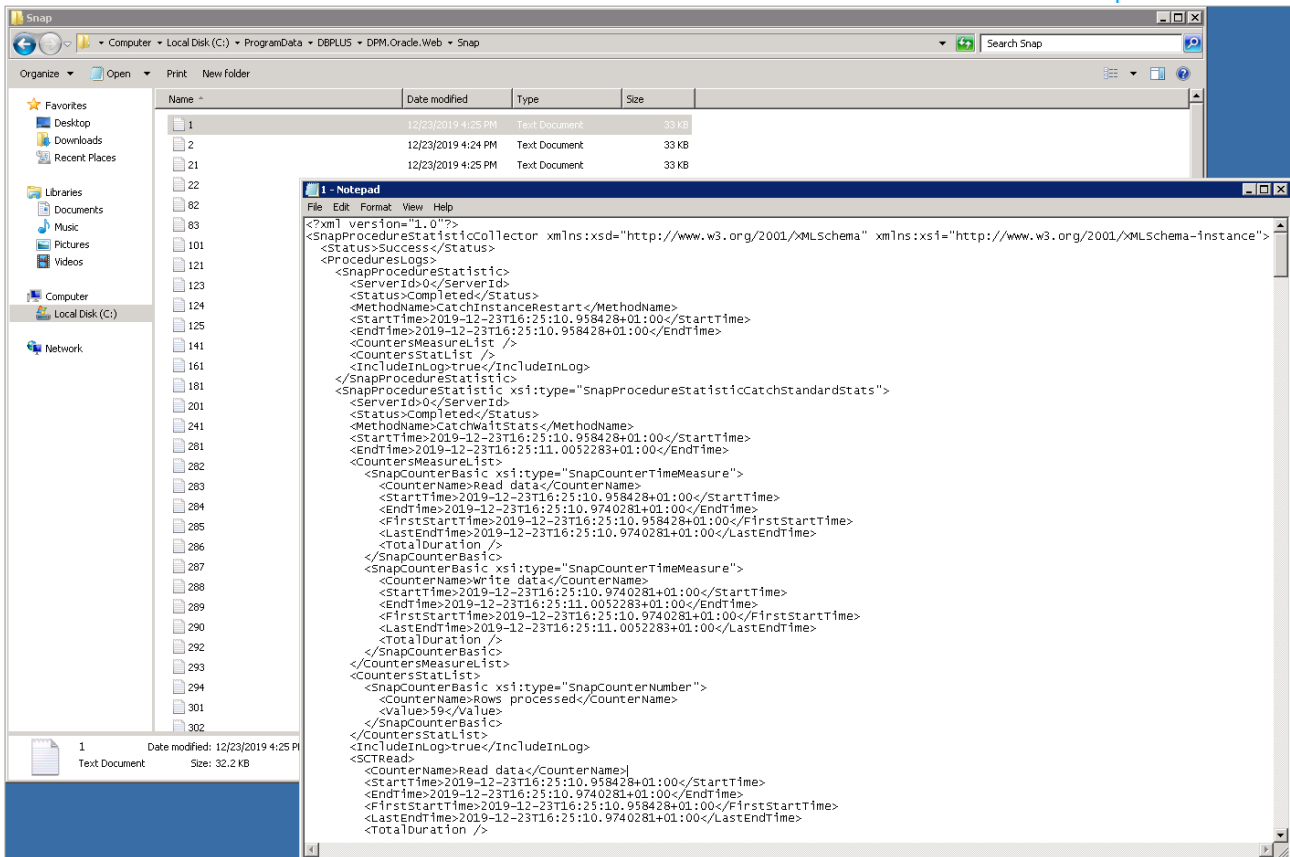 Snap
Computer Local Disk (C:) ProgramData DBPLUS DPM.Oracle.Web Snap
Search Snap
Organize Open Print New folder
Name Date modified Type Size
Favorites
Desktop
Downloads
Recent Places
Libraries
Documents
Music
Pictures
Videos
Computer
Local Disk (C:)
Network
1 12/23/2019 4:25 PM Text Document 33 KB
2 12/23/2019 4:24 PM Text Document 33 KB
21 12/23/2019 4:25 PM Text Document 33 KB
22
82
83
101
121
123
124
125
141
161
181
201
241
281
282
283
284
285
286
287
288
289
290
292
293
294
301
302
1 Date modified: 12/23/2019 4:25 P
Text Document Size: 32.2 KB
1 - Notepad
File Edit Format View Help
<?xml version="1.0"?>
<SnapProcedureStatisticCollector xmlns:xsd="http://www.w3.org/2001/XMLSchema" xmlns:xsi="http://www.w3.org/2001/XMLSchema-instance">
<Status>Success</Status>
<ProceduresLogs>
<SnapProcedureStatistic>
<ServerId>0</ServerId>
<Status>Completed</Status>
<MethodName>CatchInstanceRestart</MethodName>
<StartTime>2019-12-23T16:25:10.958428+01:00</StartTime>
<EndTime>2019-12-23T16:25:10.958428+01:00</EndTime>
<CountersMeasureList />
<CountersStatList />
<IncludeInLog>true</IncludeInLog>
</SnapProcedureStatistic>
<SnapProcedureStatistic xsi:type="SnapProcedureStatisticCatchStandardStats">
<ServerId>0</ServerId>
<Status>Completed</Status>
<MethodName>CatchWaitStats</MethodName>
<StartTime>2019-12-23T16:25:10.958428+01:00</StartTime>
<EndTime>2019-12-23T16:25:11.0052283+01:00</EndTime>
<CountersMeasureList>
<SnapCounterBasic xsi:type="SnapCounterTimeMeasure">
<CounterName>Read data</CounterName>
<StartTime>2019-12-23T16:25:10.958428+01:00</StartTime>
<EndTime>2019-12-23T16:25:10.9740281+01:00</EndTime>
<FirstStartTime>2019-12-23T16:25:10.958428+01:00</FirstStartTime>
<LastEndTime>2019-12-23T16:25:10.9740281+01:00</LastEndTime>
<TotalDuration />
</SnapCounterBasic>
<SnapCounterBasic xsi:type="SnapCounterTimeMeasure">
<CounterName>Write data</CounterName>
<StartTime>2019-12-23T16:25:10.9740281+01:00</StartTime>
<EndTime>2019-12-23T16:25:11.0052283+01:00</EndTime>
<FirstStartTime>2019-12-23T16:25:10.9740281+01:00</FirstStartTime>
<LastEndTime>2019-12-23T16:25:11.0052283+01:00</LastEndTime>
<TotalDuration />
</SnapCounterBasic>
</CountersMeasureList>
<CountersStatList>
<SnapCounterBasic xsi:type="SnapCounterNumber">
<CounterName>Rows processed</CounterName>
<Value>59</Value>
</SnapCounterBasic>
</CountersStatList>
<IncludeInLog>true</IncludeInLog>
<SCTRead>
<CounterName>Read data</CounterName>
<StartTime>2019-12-23T16:25:10.958428+01:00</StartTime>
<EndTime>2019-12-23T16:25:10.9740281+01:00</EndTime>
<FirstStartTime>2019-12-23T16:25:10.958428+01:00</FirstStartTime>
<LastEndTime>2019-12-23T16:25:10.9740281+01:00</LastEndTime>
<TotalDuration />